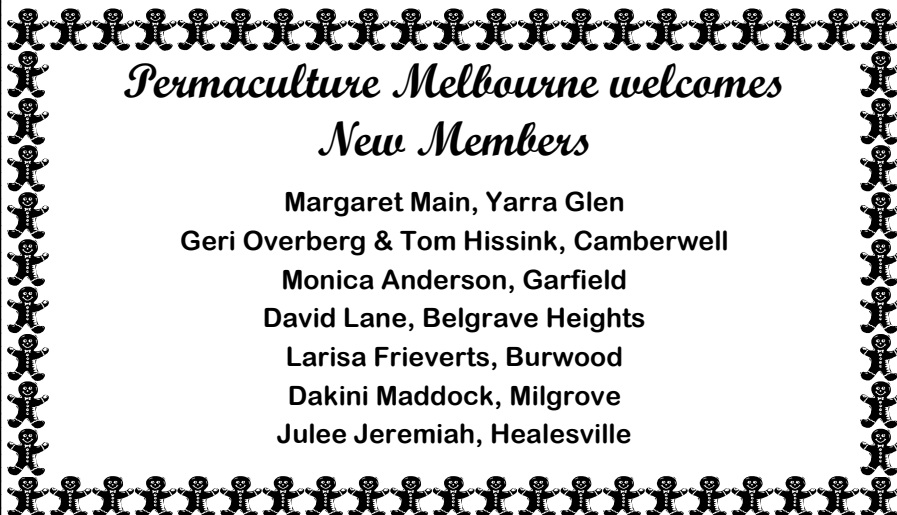 Permaculture Melbourne welcomes
New Members
Margaret Main, Yarra Glen
Geri Overberg & Tom Hissink, Camberwell
Monica Anderson, Garfield
David Lane, Belgrave Heights
Larisa Frieverts, Burwood
Dakini Maddock, Milgrove
Julee Jeremiah, Healesville